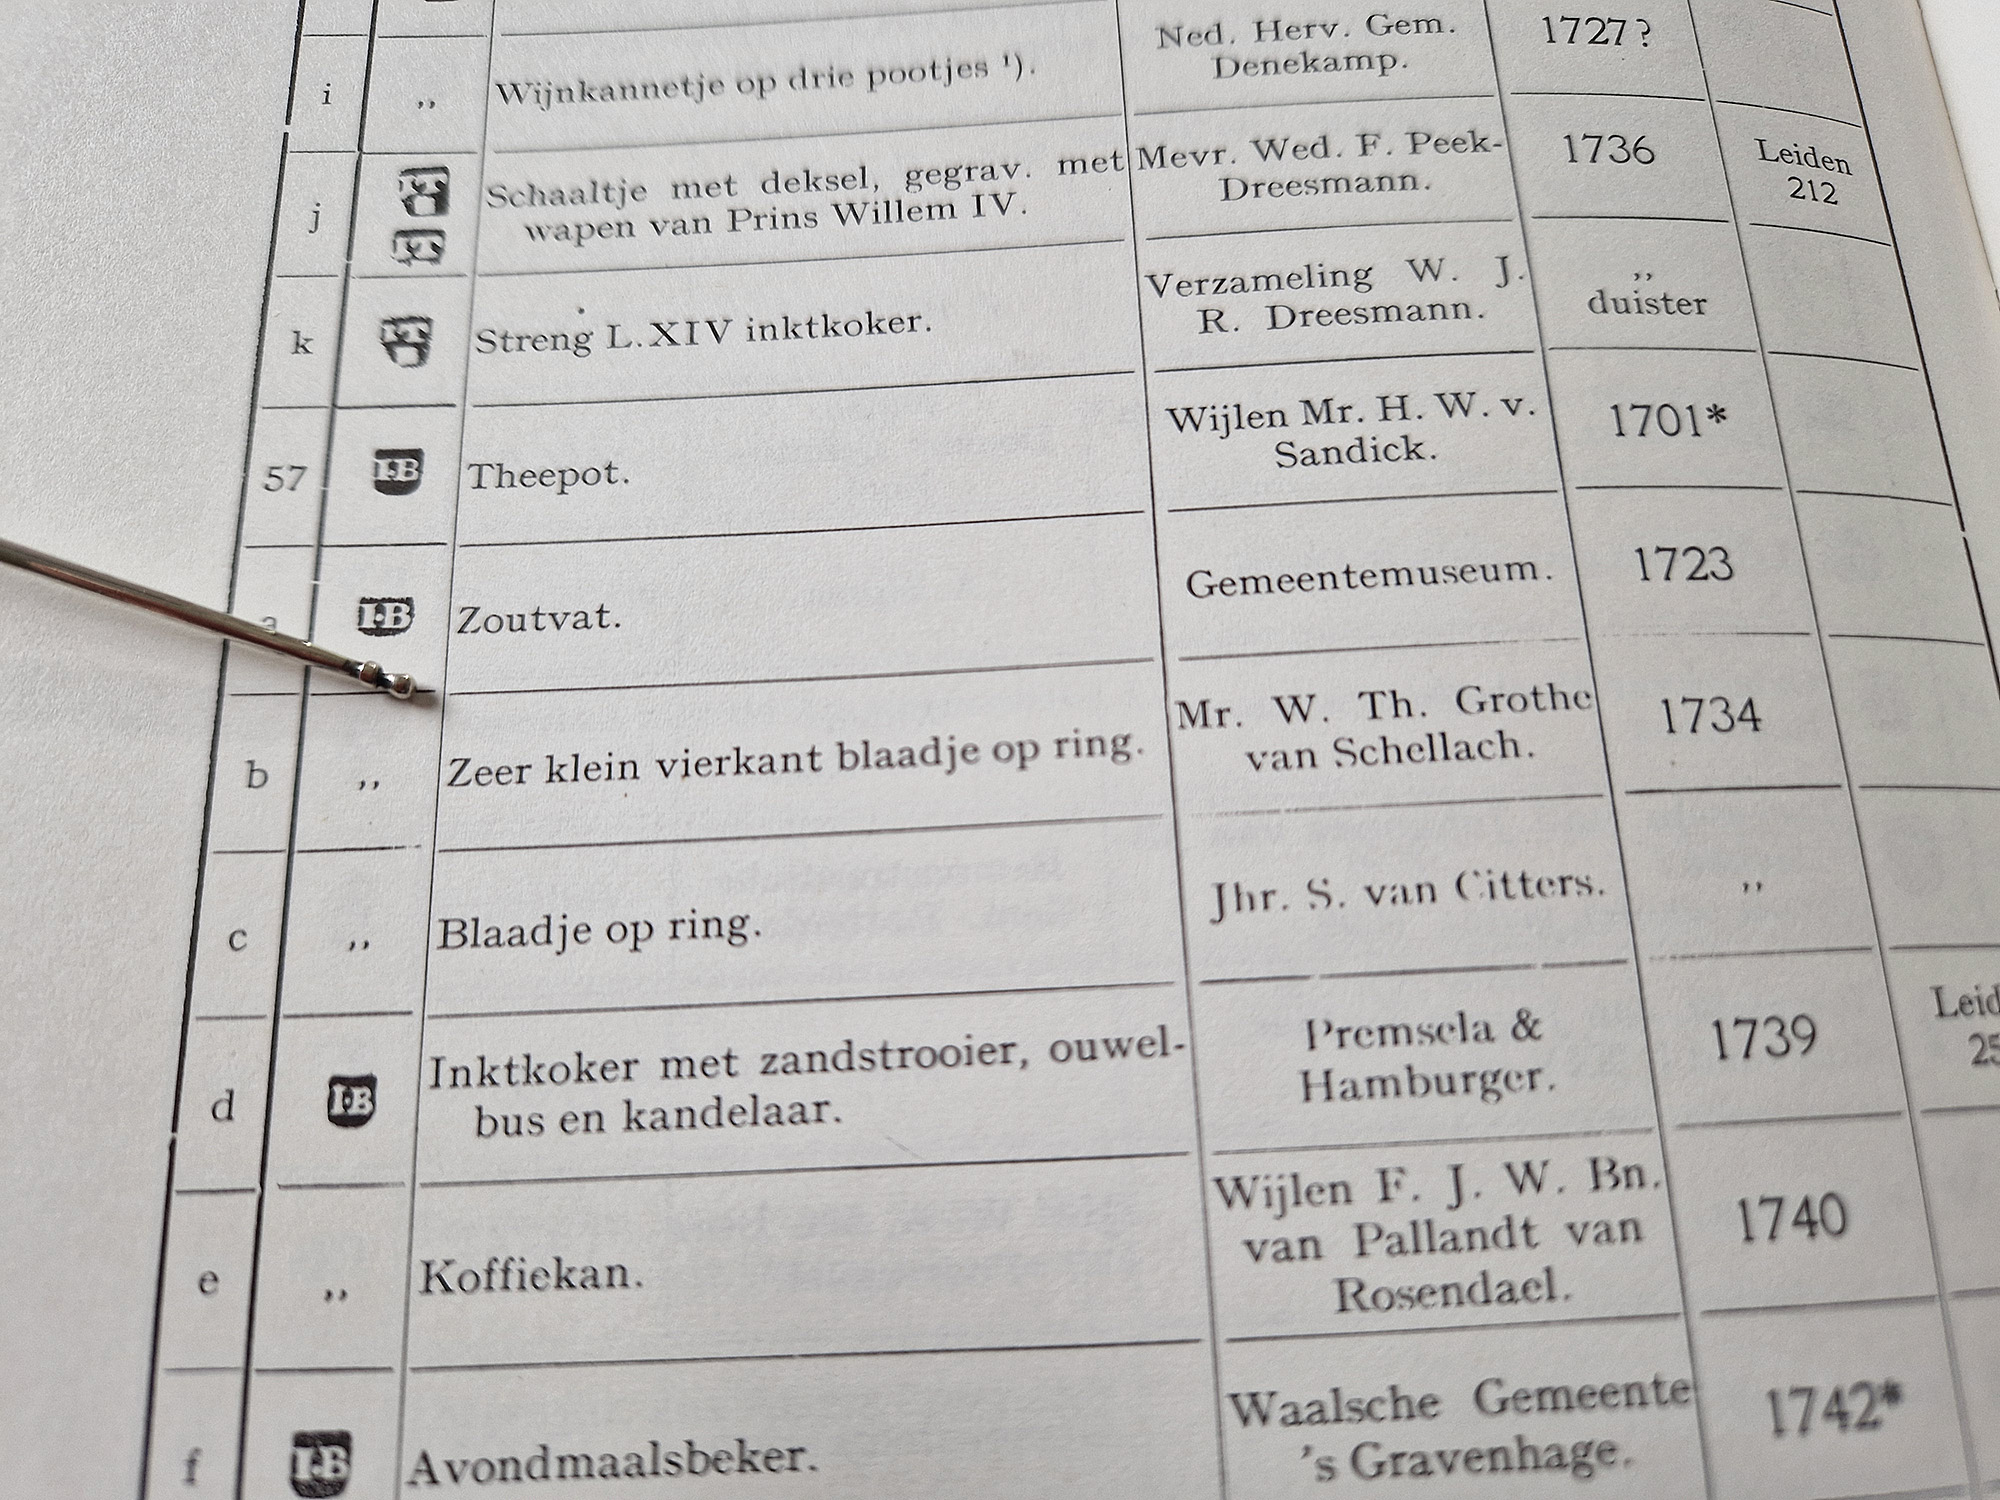 i ,, Wijnkannetje op drie pootjes ¹). Ned. Herv. Gem. 1727?
Denekamp.
j Schaaltje met deksel, gegrav. met Mevr. Wed. F. Peek- 1736 Leiden
wapen van Prins Willem IV. Dreesmann. 212
k Streng L.XIV inktkoker. Verzameling W. J. ,,
R. Dreesmann. duister
57 I·B Theepot. Wijlen Mr. H. W. v. 1701*
Sandick.
a I·B Zoutvat. Gemeentemuseum. 1723
b ,, Zeer klein vierkant blaadje op ring. Mr. W. Th. Grothe 1734
van Schellach.
c ,, Blaadje op ring. Jhr. S. van Citters. ,,
d I·B Inktkoker met zandstrooier, ouwel- Premsela & 1739 Leid
bus en kandelaar. Hamburger. 25
e ,, Koffiekan. Wijlen F. J. W. Bn. 1740
van Pallandt van
Rosendael.
f I·B Avondmaalsbeker. Waalsche Gemeente 1742*
's Gravenhage.